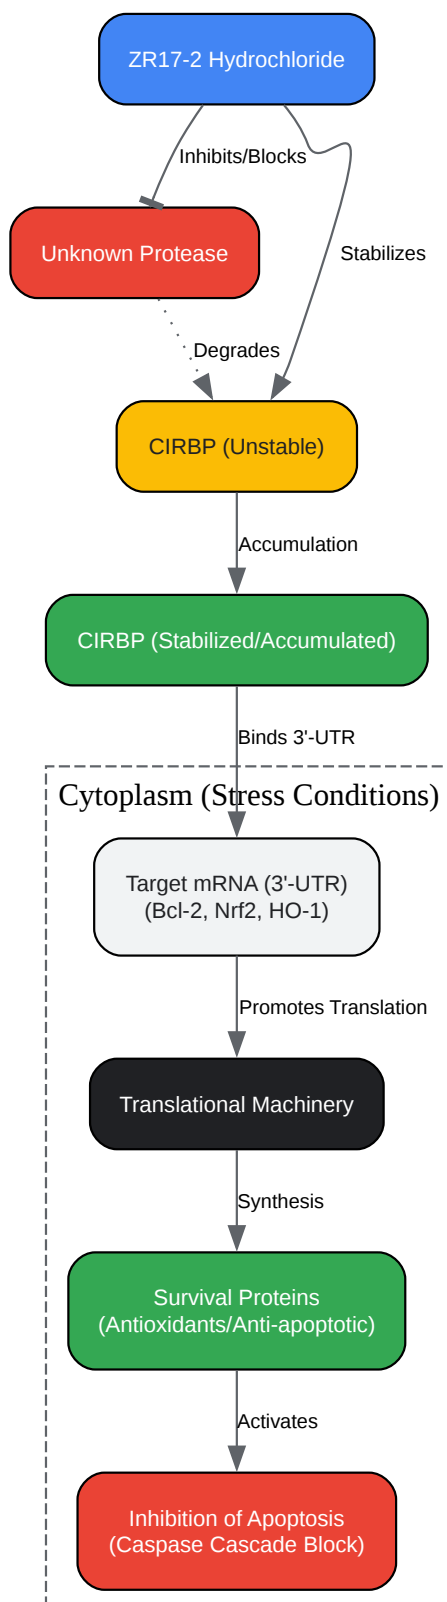 ZR17-2 Hydrochloride
Inhibits/Blocks
Unknown Protease
Stabilizes
Degrades
CIRBP (Unstable)
Accumulation
CIRBP (Stabilized/Accumulated)
Binds 3'-UTR
Cytoplasm (Stress Conditions)
Target mRNA (3'-UTR)
(Bcl-2, Nrf2, HO-1)
Promotes Translation
Translational Machinery
Synthesis
Survival Proteins
(Antioxidants/Anti-apoptotic)
Activates
Inhibition of Apoptosis
(Caspase Cascade Block)